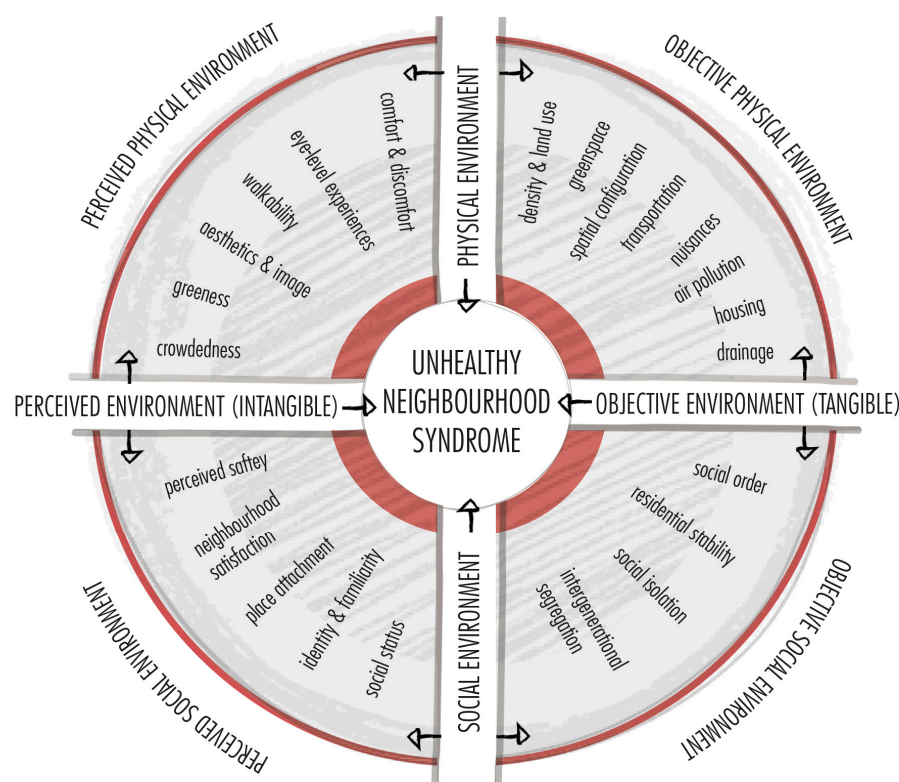 PERCEIVED PHYSICAL ENVIRONMENT
OBJECTIVE PHYSICAL ENVIRONMENT
PHYSICAL ENVIRONMENT
comfort & discomfort
eye-level experiences
walkability
aesthetics & image
greeness
crowdedness
density & land use
greenspace
spatial configuration
transportation
nuisances
air pollution
housing
drainage
PERCEIVED ENVIRONMENT (INTANGIBLE)
UNHEALTHY
NEIGHBOURHOOD
SYNDROME
OBJECTIVE ENVIRONMENT (TANGIBLE)
perceived saftey
neighbourhood
satisfaction
place attachment
identity & familiarity
social status
social order
residential stability
social isolation
intergenerational
segregation
SOCIAL ENVIRONMENT
PERCEIVED SOCIAL ENVIRONMENT
OBJECTIVE SOCIAL ENVIRONMENT